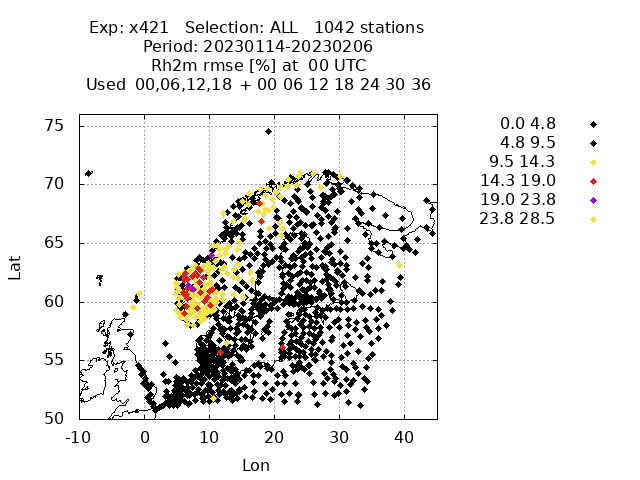 Exp: x421   Selection: ALL   1042 stations
Period: 20230114-20230206
Rh2m rmse [%] at  00 UTC
Used  00,06,12,18 + 00 06 12 18 24 30 36
0.0 4.8
4.8 9.5
9.5 14.3
14.3 19.0
19.0 23.8
23.8 28.5
75
70
65
60
55
50
Lat
-10 0 10 20 30 40
Lon